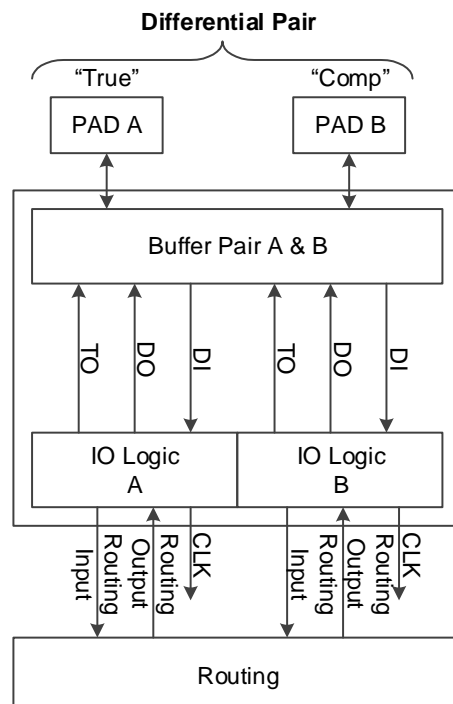 Differential Pair
“True”
“Comp”
PAD A
PAD B
Buffer Pair A & B
TO
DO
DI
TO
DO
DI
IO Logic
A
IO Logic
B
Routing
Input
Routing
Output
CLK
Routing
Input
Routing
Output
CLK
Routing